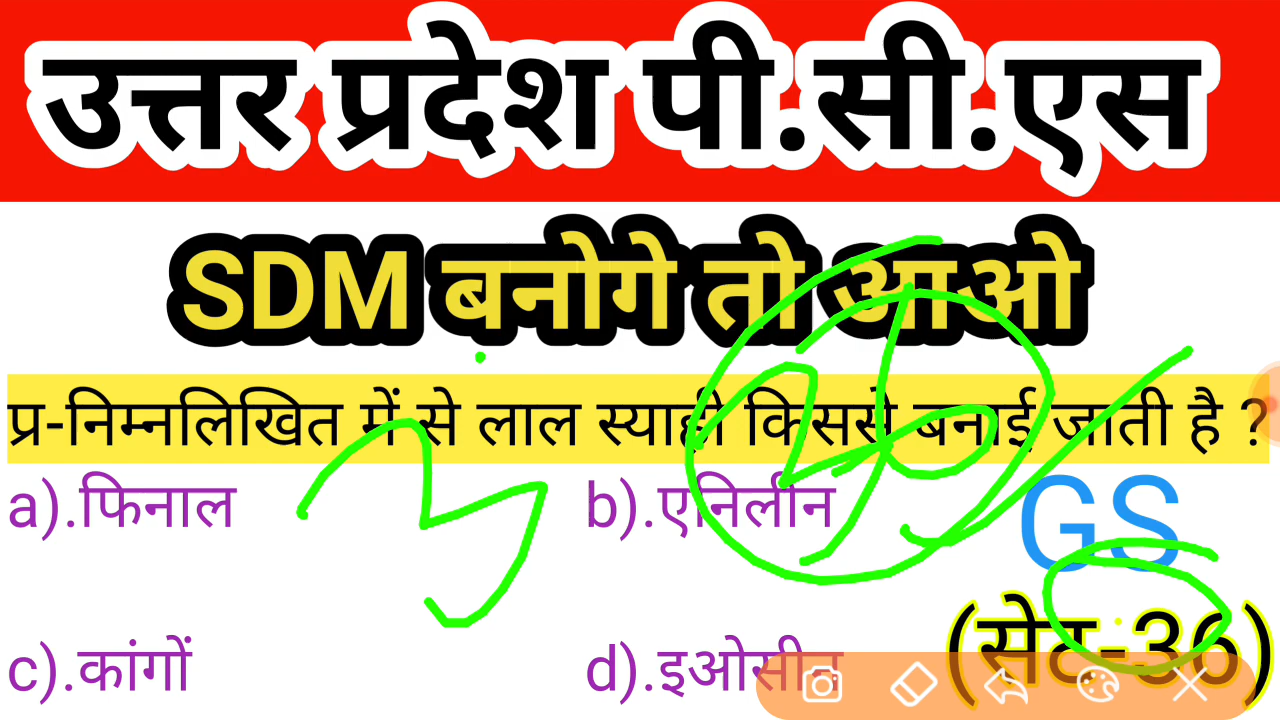 उत्तर प्रदेश पी.सी.एस
SDM बनोगे तो आओ
प्र-निम्नलिखित में से लाल स्याही किससे बनाई जाती है ?
a).फिनाल
b).एनिलीन
GS
c).कांगों
d).इओसीन
(सेट-36)